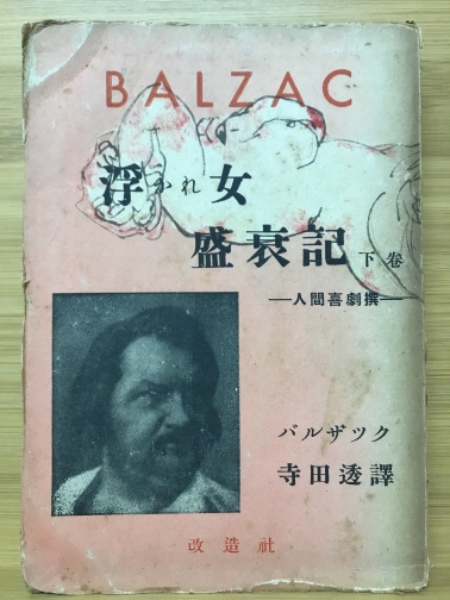 BALZAC
浮かれ女
盛衰記 下巻
―人間喜劇撰―
バルザツク
寺田透譯
改造社